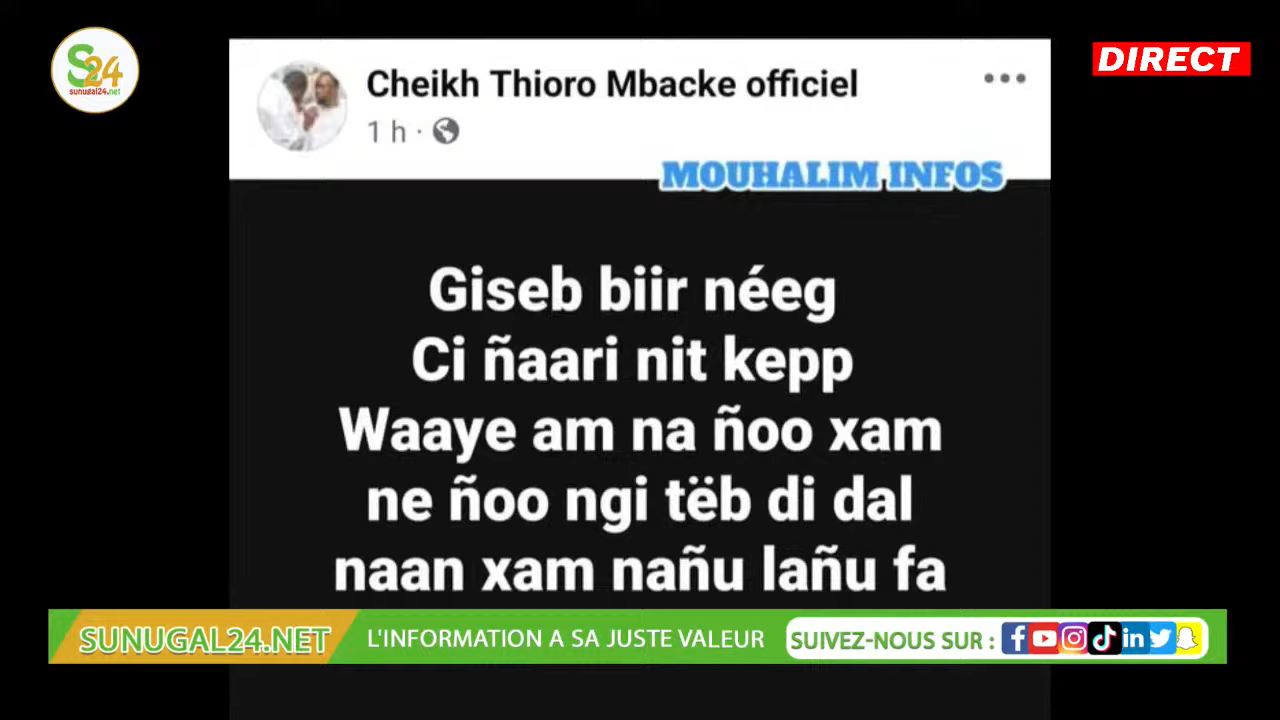 S24
sunugal24.net
DIRECT
Cheikh Thioro Mbacke officiel
1 h ·
MOUHALIM INFOS
Giseb biir néeg
Ci ñaari nit kepp
Waaye am na ñoo xam
ne ñoo ngi tëb di dal
naan xam nañu lañu fa
SUNUGAL24.NET
L'INFORMATION A SA JUSTE VALEUR
SUIVEZ-NOUS SUR :